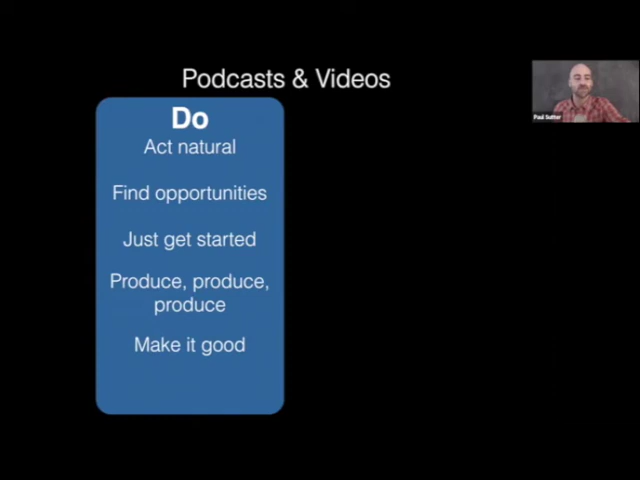 Podcasts & Videos
Do
Act natural
Find opportunities
Just get started
Produce, produce,
produce
Make it good
Paul Sutter